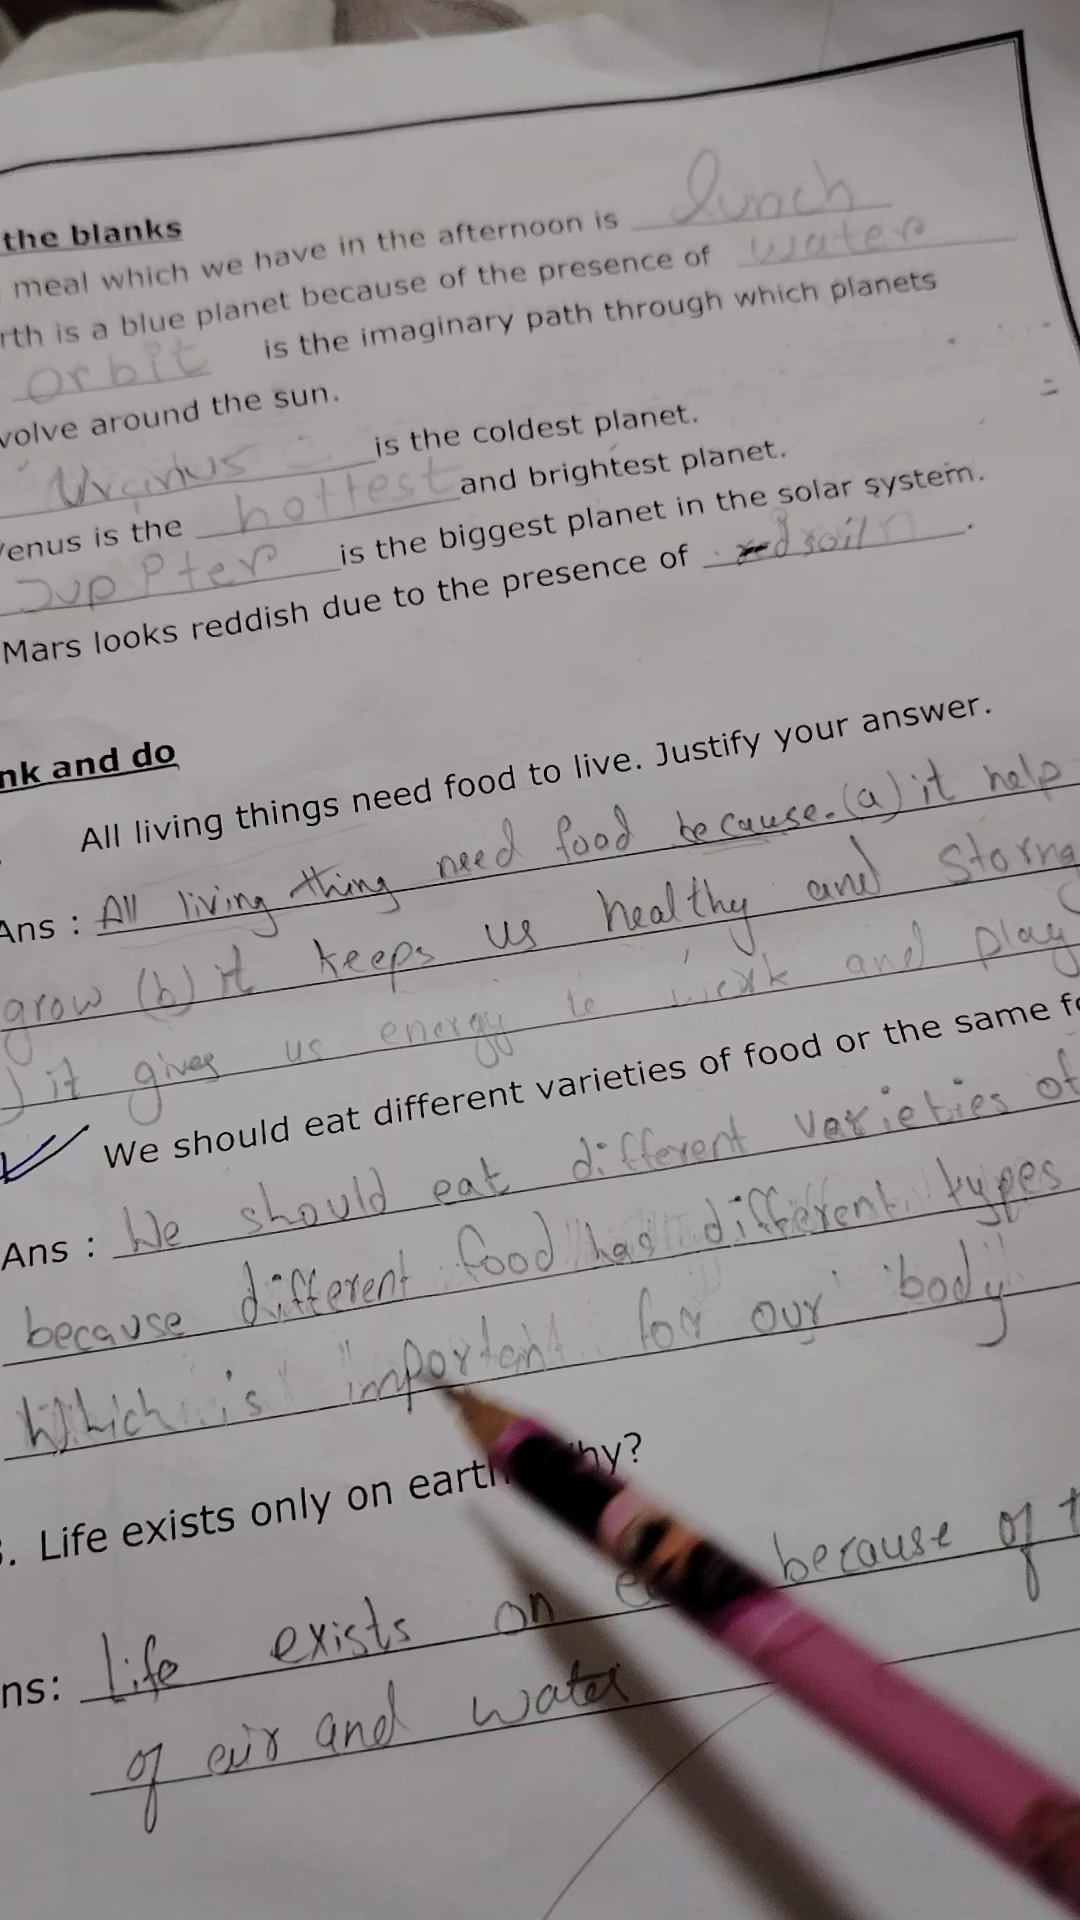 the blanks
meal which we have in the afternoon is lunch
rth is a blue planet because of the presence of water
orbit is the imaginary path through which planets
volve around the sun.
Uranus is the coldest planet.
Venus is the hottest and brightest planet.
Jupiter is the biggest planet in the solar system.
Mars looks reddish due to the presence of red soil
nk and do
All living things need food to live. Justify your answer.
Ans : All living thing need food because. (a) it help
grow (b) it keeps us healthy and storng
) it gives us energy to work and play
We should eat different varieties of food or the same fo
Ans : We should eat different varieties of
because different food has different types
Which is important for our body
3. Life exists only on earth hy?
ns: Life exists on because of t
of air and water